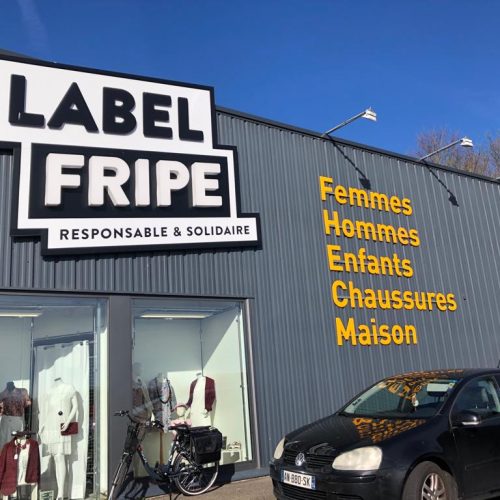 LABEL
FRIPE
RESPONSABLE & SOLIDAIRE
Femmes
Hommes
Enfants
Chaussures
Maison